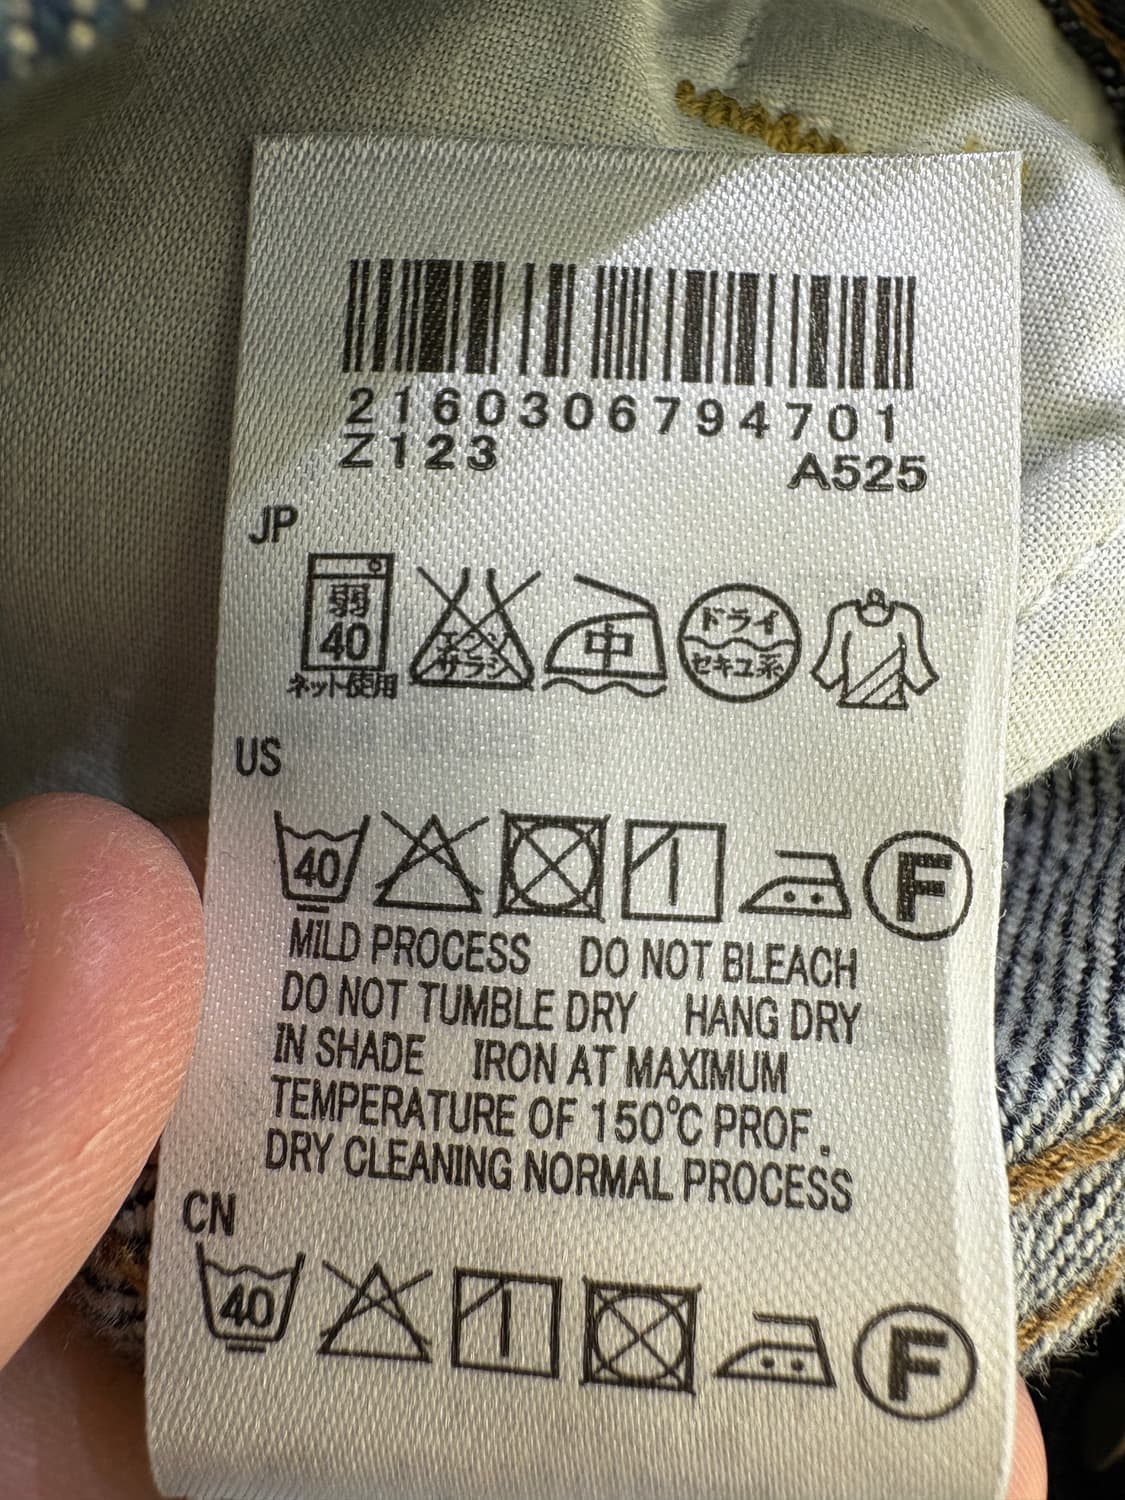 2160306794701
Z123 A525
JP
弱
40
ネット使用
エンソ
サラシ
中
ドライ
セキユ系
US
40
F
MILD PROCESS DO NOT BLEACH
DO NOT TUMBLE DRY HANG DRY
IN SHADE IRON AT MAXIMUM
TEMPERATURE OF 150℃ PROF.
DRY CLEANING NORMAL PROCESS
CN
40
F